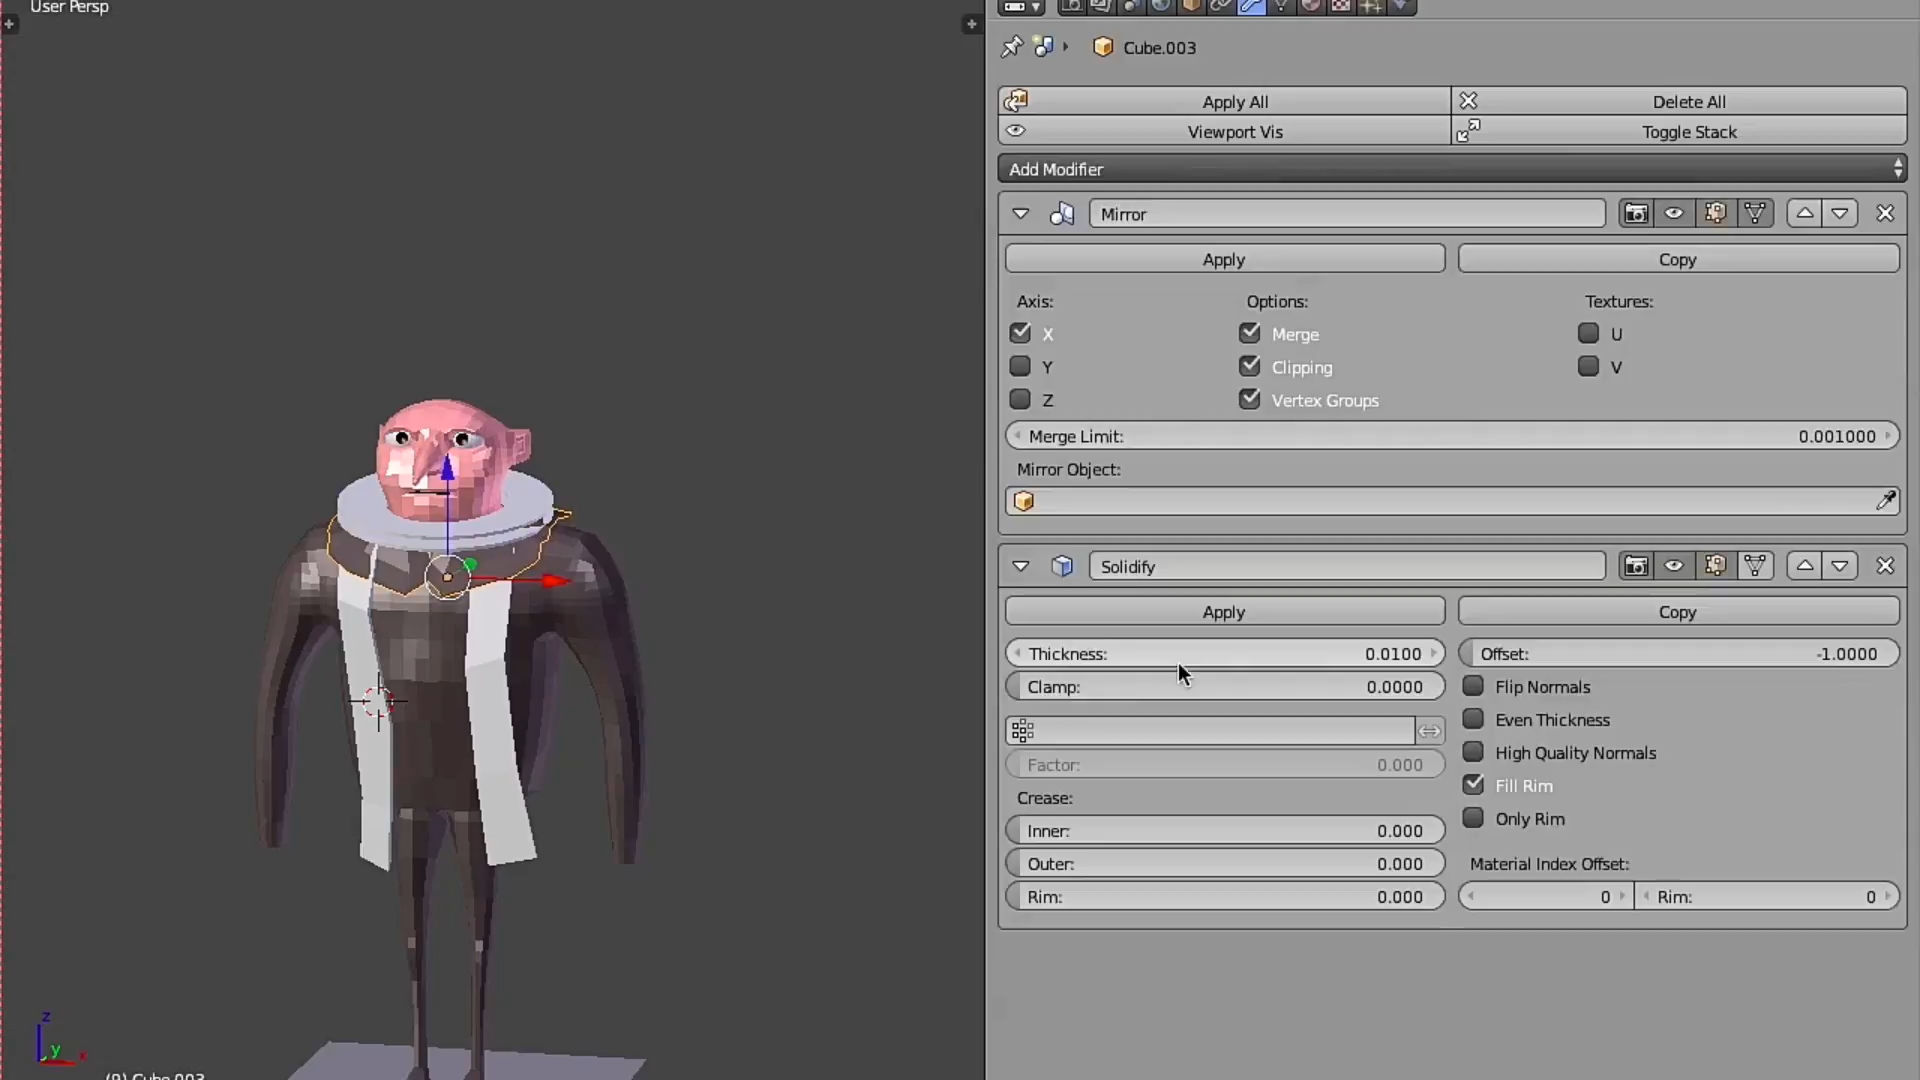 User Persp
Cube.003
Apply All
Delete All
Viewport Vis
Toggle Stack
Add Modifier
Mirror
Apply
Copy
Axis:
Options:
Textures:
X
Merge
U
Y
Clipping
V
Z
Vertex Groups
Merge Limit: 0.001000
Mirror Object:
Solidify
Apply
Copy
Thickness: 0.0100
Offset: -1.0000
Clamp: 0.0000
Flip Normals
Even Thickness
High Quality Normals
Factor: 0.000
Fill Rim
Crease:
Only Rim
Inner: 0.000
Outer: 0.000
Material Index Offset:
Rim: 0.000
0
Rim: 0
z
y
x
(9) Cube.003